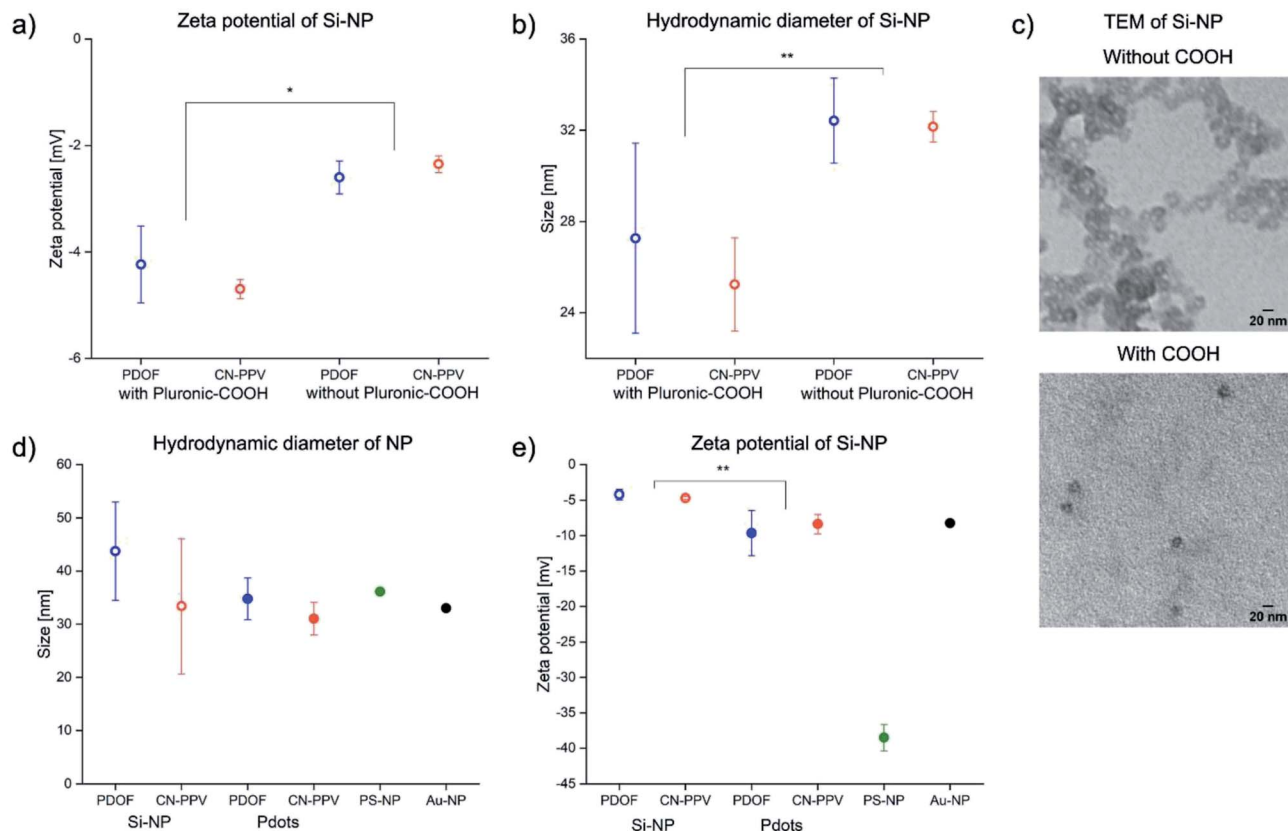 a) Zeta potential of Si-NP
0
-2
-4
-6
Zeta potential [mV]
*
PDOF CN-PPV PDOF CN-PPV
with Pluronic-COOH without Pluronic-COOH
b) Hydrodynamic diameter of Si-NP
36
32
28
25
Size [nm]
**
PDOF CN-PPV PDOF CN-PPV
with Pluronic-COOH without Pluronic-COOH
c) TEM of Si-NP
Without COOH
20 nm
With COOH
20 nm
d) Hydrodynamic diameter of NP
60
50
40
30
20
10
0
Size [nm]
PDOF CN-PPV PDOF CN-PPV PS-NP Au-NP
Si-NP Pdots
e) Zeta potential of Si-NP
0
-5
-10
-15
-20
-25
-30
-35
-40
-45
Zeta potential [mv]
**
PDOF CN-PPV PDOF CN-PPV PS-NP Au-NP
Si-NP Pdots